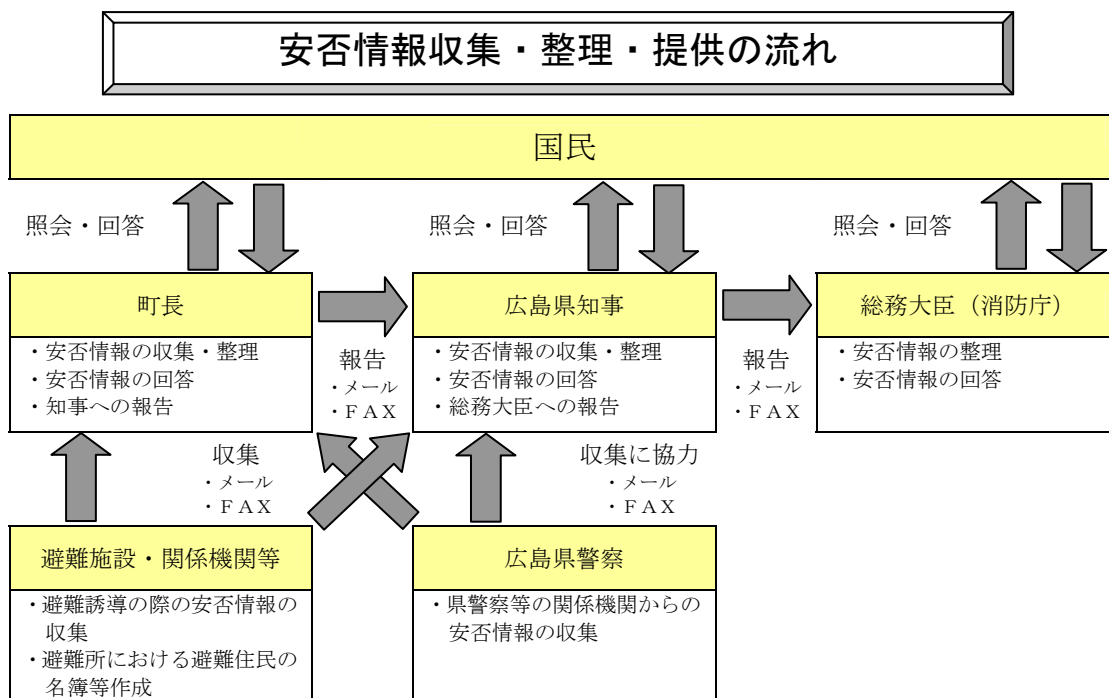 安否情報収集・整理・提供の流れ
国民
照会・回答
照会・回答
照会・回答
町長
・安否情報の収集・整理
・安否情報の回答
・知事への報告
報告
・メール
・ＦＡＸ
広島県知事
・安否情報の収集・整理
・安否情報の回答
・総務大臣への報告
報告
・メール
・ＦＡＸ
総務大臣（消防庁）
・安否情報の整理
・安否情報の回答
収集
・メール
・ＦＡＸ
収集に協力
・メール
・ＦＡＸ
避難施設・関係機関等
・避難誘導の際の安否情報の
収集
・避難所における避難住民の
名簿等作成
広島県警察
・県警察等の関係機関からの
安否情報の収集